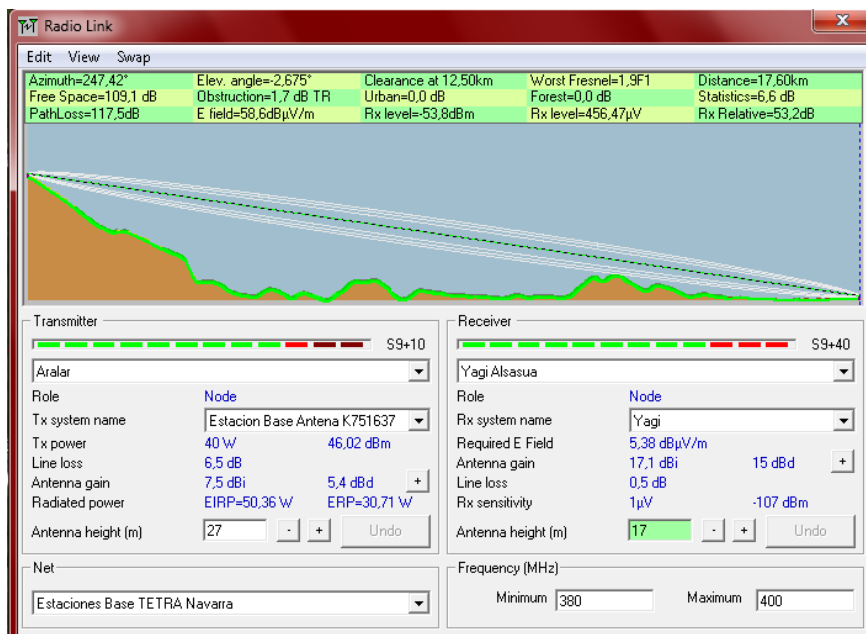 Radio Link
Edit View Swap
Azimuth=247,42° Elev. angle=-2,675° Clearance at 12,50km Worst Fresnel=1,9F1 Distance=17,60km
Free Space=109,1 dB Obstruction=1,7 dB TR Urban=0,0 dB Forest=0,0 dB Statistics=6,6 dB
PathLoss=117,5dB E field=58,6dBµV/m Rx level=-53,8dBm Rx level=456,47µV Rx Relative=53,2dB
Transmitter
S9+10
Aralar
Role Node
Tx system name Estacion Base Antena K751637
Tx power 40 W 46,02 dBm
Line loss 6,5 dB
Antenna gain 7,5 dBi 5,4 dBd +
Radiated power EIRP=50,36 W ERP=30,71 W
Antenna height (m) 27 - + Undo
Receiver
S9+40
Yagi Alsasua
Role Node
Rx system name Yagi
Required E Field 5,38 dBµV/m
Antenna gain 17,1 dBi 15 dBd +
Line loss 0,5 dB
Rx sensitivity 1µV -107 dBm
Antenna height (m) 17 - + Undo
Net
Estaciones Base TETRA Navarra
Frequency (MHz)
Minimum 380 Maximum 400